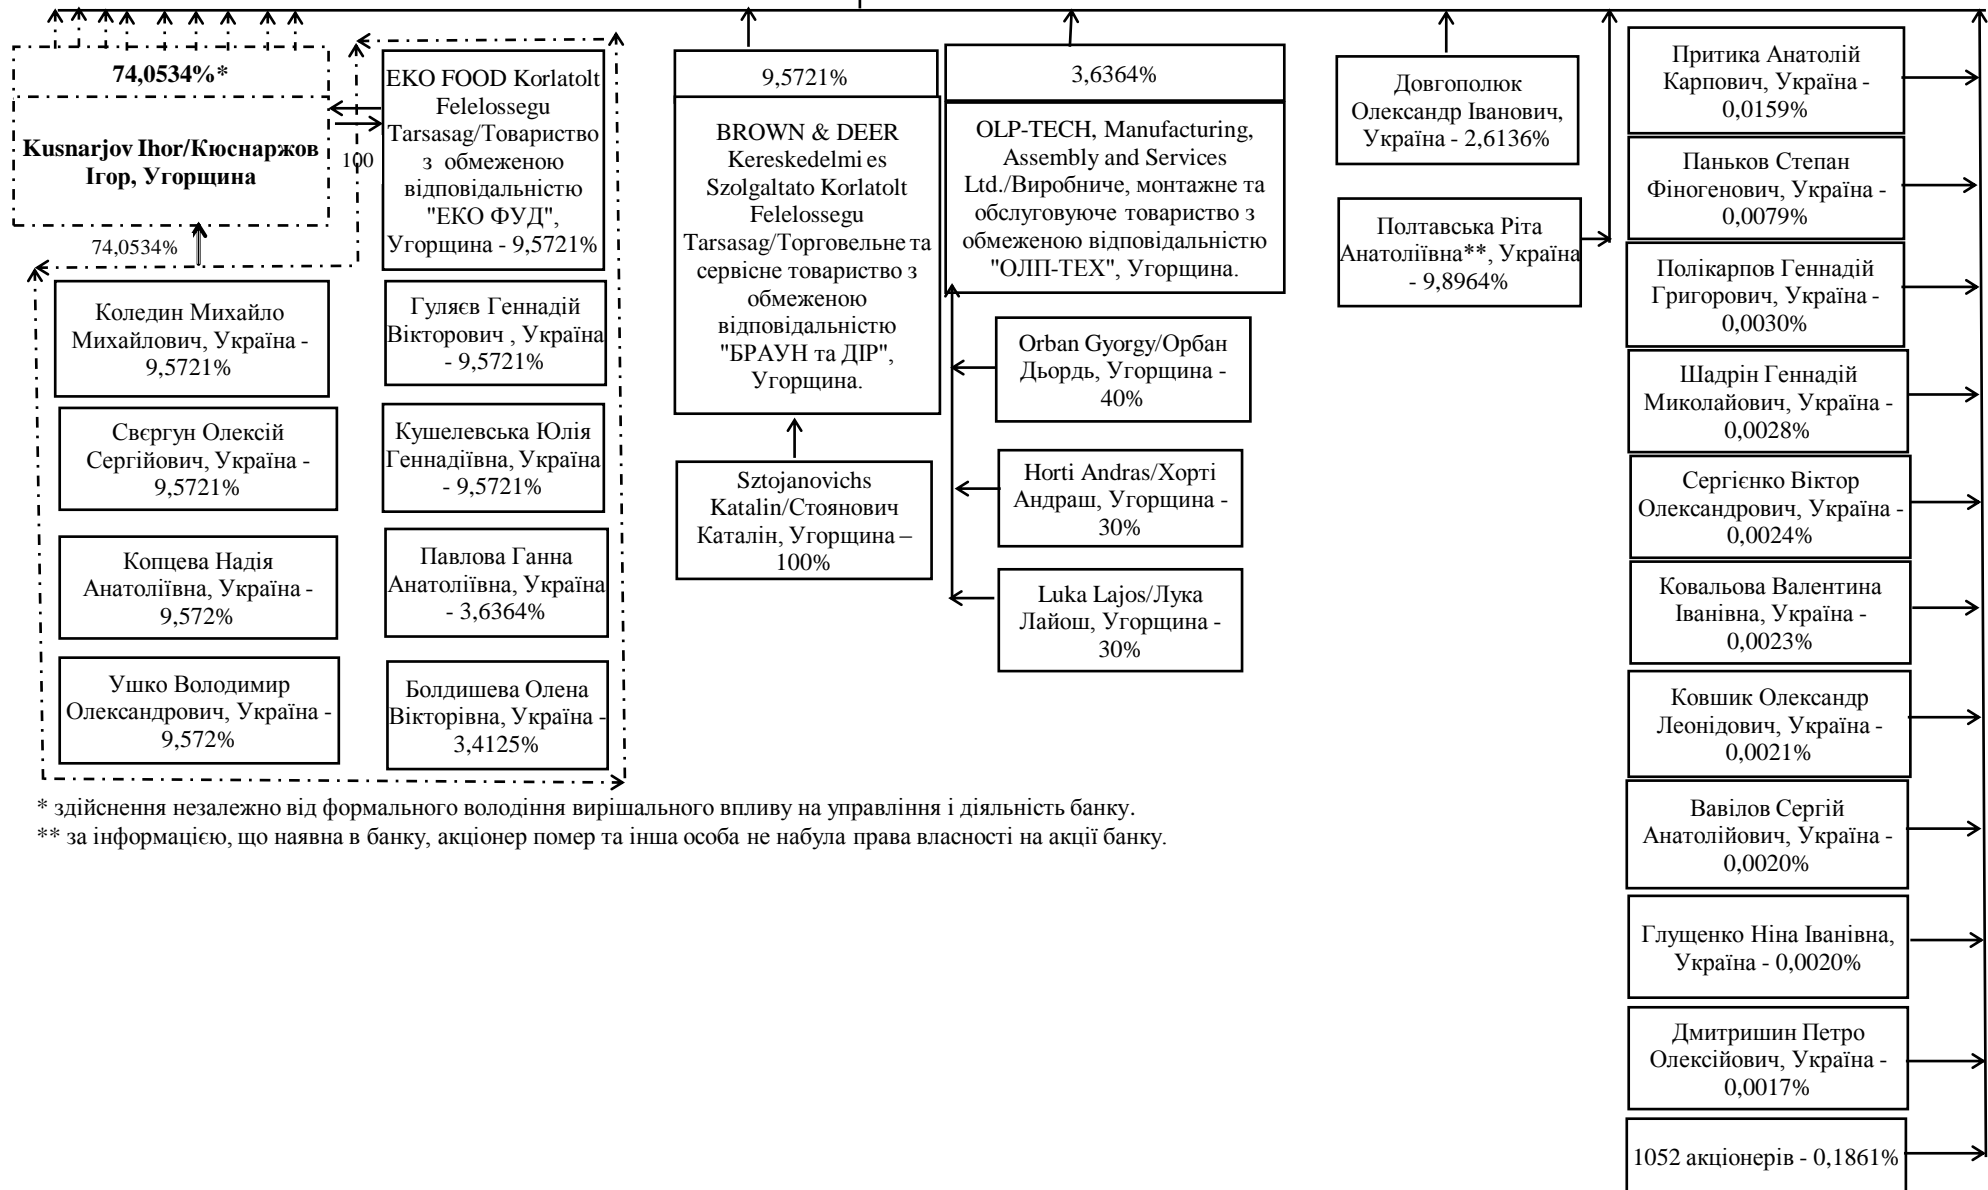 74,0534%*
Kusnarjov Ihor/Кюснаржов
Ігор, Угорщина
100
74,0534%
EKO FOOD Korlatolt
Felelossegu
Tarsasag/Товариство
з обмеженою
відповідальністю
"ЕКО ФУД",
Угорщина - 9,5721%
Коледин Михайло
Михайлович, Україна -
9,5721%
Гуляєв Геннадій
Вікторович , Україна
- 9,5721%
Свєргун Олексій
Сергійович, Україна -
9,5721%
Кушелевська Юлія
Геннадіївна, Україна
- 9,5721%
Копцева Надія
Анатоліївна, Україна -
9,572%
Павлова Ганна
Анатоліївна, Україна
- 3,6364%
Ушко Володимир
Олександрович, Україна -
9,572%
Болдишева Олена
Вікторівна, Україна -
3,4125%
9,5721%
BROWN & DEER
Kereskedelmi es
Szolgaltato Korlatolt
Felelossegu
Tarsasag/Торговельне та
сервісне товариство з
обмеженою
відповідальністю
"БРАУН та ДІР",
Угорщина.
Sztojanovichs
Katalin/Стоянович
Каталін, Угорщина –
100%
3,6364%
OLP-TECH, Manufacturing,
Assembly and Services
Ltd./Виробниче, монтажне та
обслуговуюче товариство з
обмеженою відповідальністю
"ОЛП-ТЕХ", Угорщина.
Orban Gyorgy/Орбан
Дьордь, Угорщина -
40%
Horti Andras/Хорті
Андраш, Угорщина -
30%
Luka Lajos/Лука
Лайош, Угорщина -
30%
Довгополюк
Олександр Іванович,
Україна - 2,6136%
Полтавська Ріта
Анатоліївна**, Україна
- 9,8964%
Притика Анатолій
Карпович, Україна -
0,0159%
Паньков Степан
Фіногенович, Україна -
0,0079%
Полікарпов Геннадій
Григорович, Україна -
0,0030%
Шадрін Геннадій
Миколайович, Україна -
0,0028%
Сергієнко Віктор
Олександрович, Україна -
0,0024%
Ковальова Валентина
Іванівна, Україна -
0,0023%
Ковшик Олександр
Леонідович, Україна -
0,0021%
Вавілов Сергій
Анатолійович, Україна -
0,0020%
Глущенко Ніна Іванівна,
Україна - 0,0020%
Дмитришин Петро
Олексійович, Україна -
0,0017%
1052 акціонерів - 0,1861%
* здійснення незалежно від формального володіння вирішального впливу на управління і діяльність банку.
** за інформацією, що наявна в банку, акціонер помер та інша особа не набула права власності на акції банку.